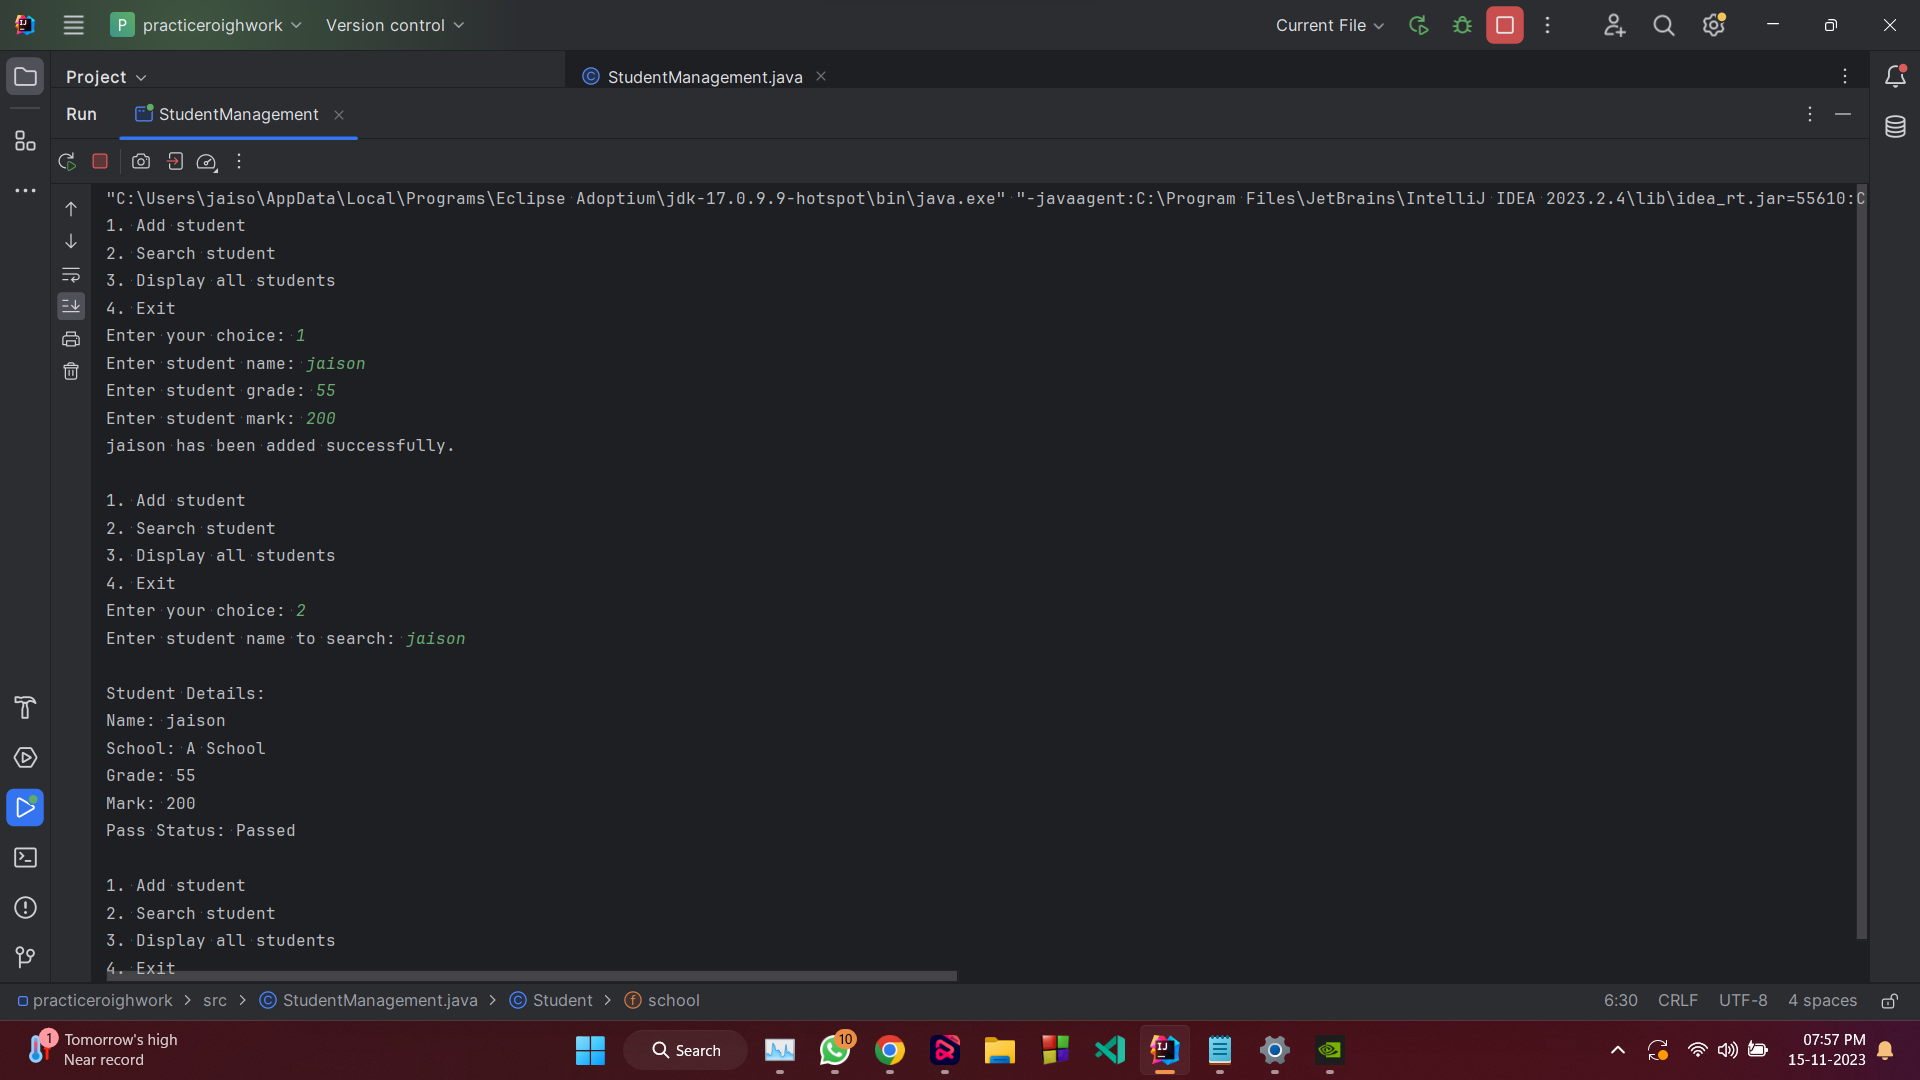 P practiceroighwork Version control Current File
Project StudentManagement.java
Run StudentManagement
"C:\Users\jaiso\AppData\Local\Programs\Eclipse Adoptium\jdk-17.0.9.9-hotspot\bin\java.exe" "-javaagent:C:\Program Files\JetBrains\IntelliJ IDEA 2023.2.4\lib\idea_rt.jar=55610:C
1. Add student
2. Search student
3. Display all students
4. Exit
Enter your choice: 1
Enter student name: jaison
Enter student grade: 55
Enter student mark: 200
jaison has been added successfully.
1. Add student
2. Search student
3. Display all students
4. Exit
Enter your choice: 2
Enter student name to search: jaison
Student Details:
Name: jaison
School: A School
Grade: 55
Mark: 200
Pass Status: Passed
1. Add student
2. Search student
3. Display all students
4. Exit
practiceroighwork > src > StudentManagement.java > Student > school 6:30 CRLF UTF-8 4 spaces
1 Tomorrow's high
Near record
Search
10
07:57 PM
15-11-2023